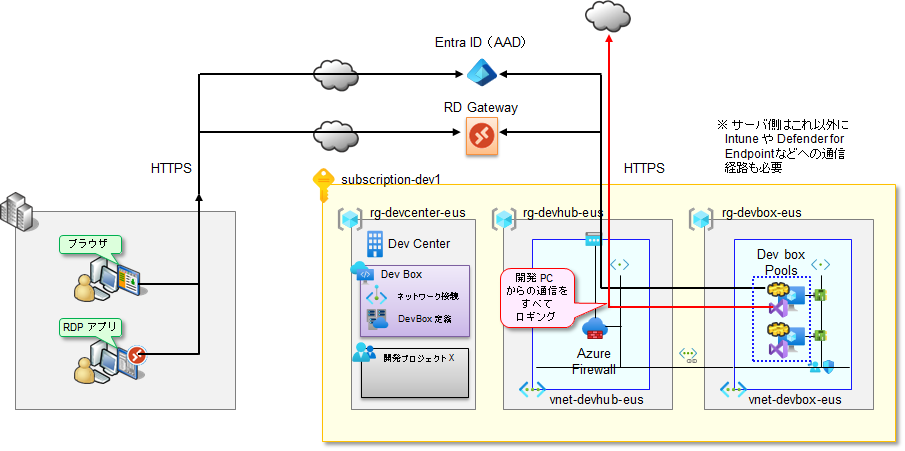 Entra ID (AAD)
RD Gateway
HTTPS
HTTPS
※ サーバ側はこれ以外に
Intune や Defender for
Endpointなどへの通信
経路も必要
subscription-dev1
rg-devcenter-eus
rg-devhub-eus
rg-devbox-eus
ブラウザ
RDP アプリ
Dev Center
Dev Box
ネットワーク接続
DevBox 定義
開発プロジェクトX
開発 PC
からの通信を
すべて
ロギング
Azure
Firewall
Dev box
Pools
vnet-devhub-eus
vnet-devbox-eus